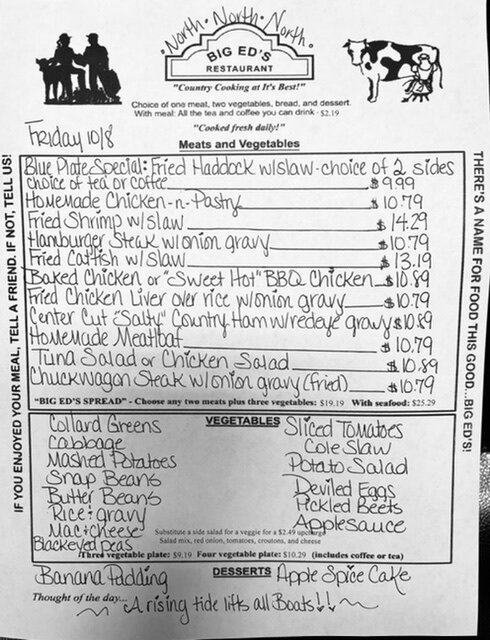 North · North · North
BIG ED'S
RESTAURANT
"Country Cooking at It's Best!"
Choice of one meal, two vegetables, bread, and dessert.
With meal: All the tea and coffee you can drink - $2.19
"Cooked fresh daily!"
Friday 10/8
Meats and Vegetables
IF YOU ENJOYED YOUR MEAL, TELL A FRIEND. IF NOT, TELL US!
Blue Plate Special: Fried Haddock w/slaw - choice of 2 sides
choice of tea or coffee $9.99
Homemade Chicken-n-Pastry $10.79
Fried Shrimp w/slaw $14.29
Hamburger Steak w/onion gravy $10.79
Fried Catfish w/Slaw $13.19
Baked Chicken or "Sweet Hot" BBQ Chicken $10.89
Fried Chicken Liver over rice w/onion gravy $10.79
Center Cut "Salty" Country Ham w/redeye gravy $10.89
Homemade Meatloaf $10.79
Tuna Salad or Chicken Salad $10.89
Chuckwagon Steak w/onion gravy (fried) $10.79
"BIG ED'S SPREAD" - Choose any two meats plus three vegetables: $19.19 With seafood: $25.29
THERE'S A NAME FOR FOOD THIS GOOD...BIG ED'S!
VEGETABLES
Collard Greens
Cabbage
Mashed Potatoes
Snap Beans
Butter Beans
Rice + gravy
Mac + cheese
Blackeyed peas
Sliced Tomatoes
Cole Slaw
Potato Salad
Deviled Eggs
Pickled Beets
Applesauce
Substitute a side salad for a veggie for a $2.49 upcharge
Salad mix, red onion, tomatoes, croutons, and cheese
Three vegetable plate: $9.19 Four vegetable plate: $10.29 (includes coffee or tea)
DESSERTS
Banana Pudding Apple Spice Cake
Thought of the day...
A rising tide lifts all Boats!!